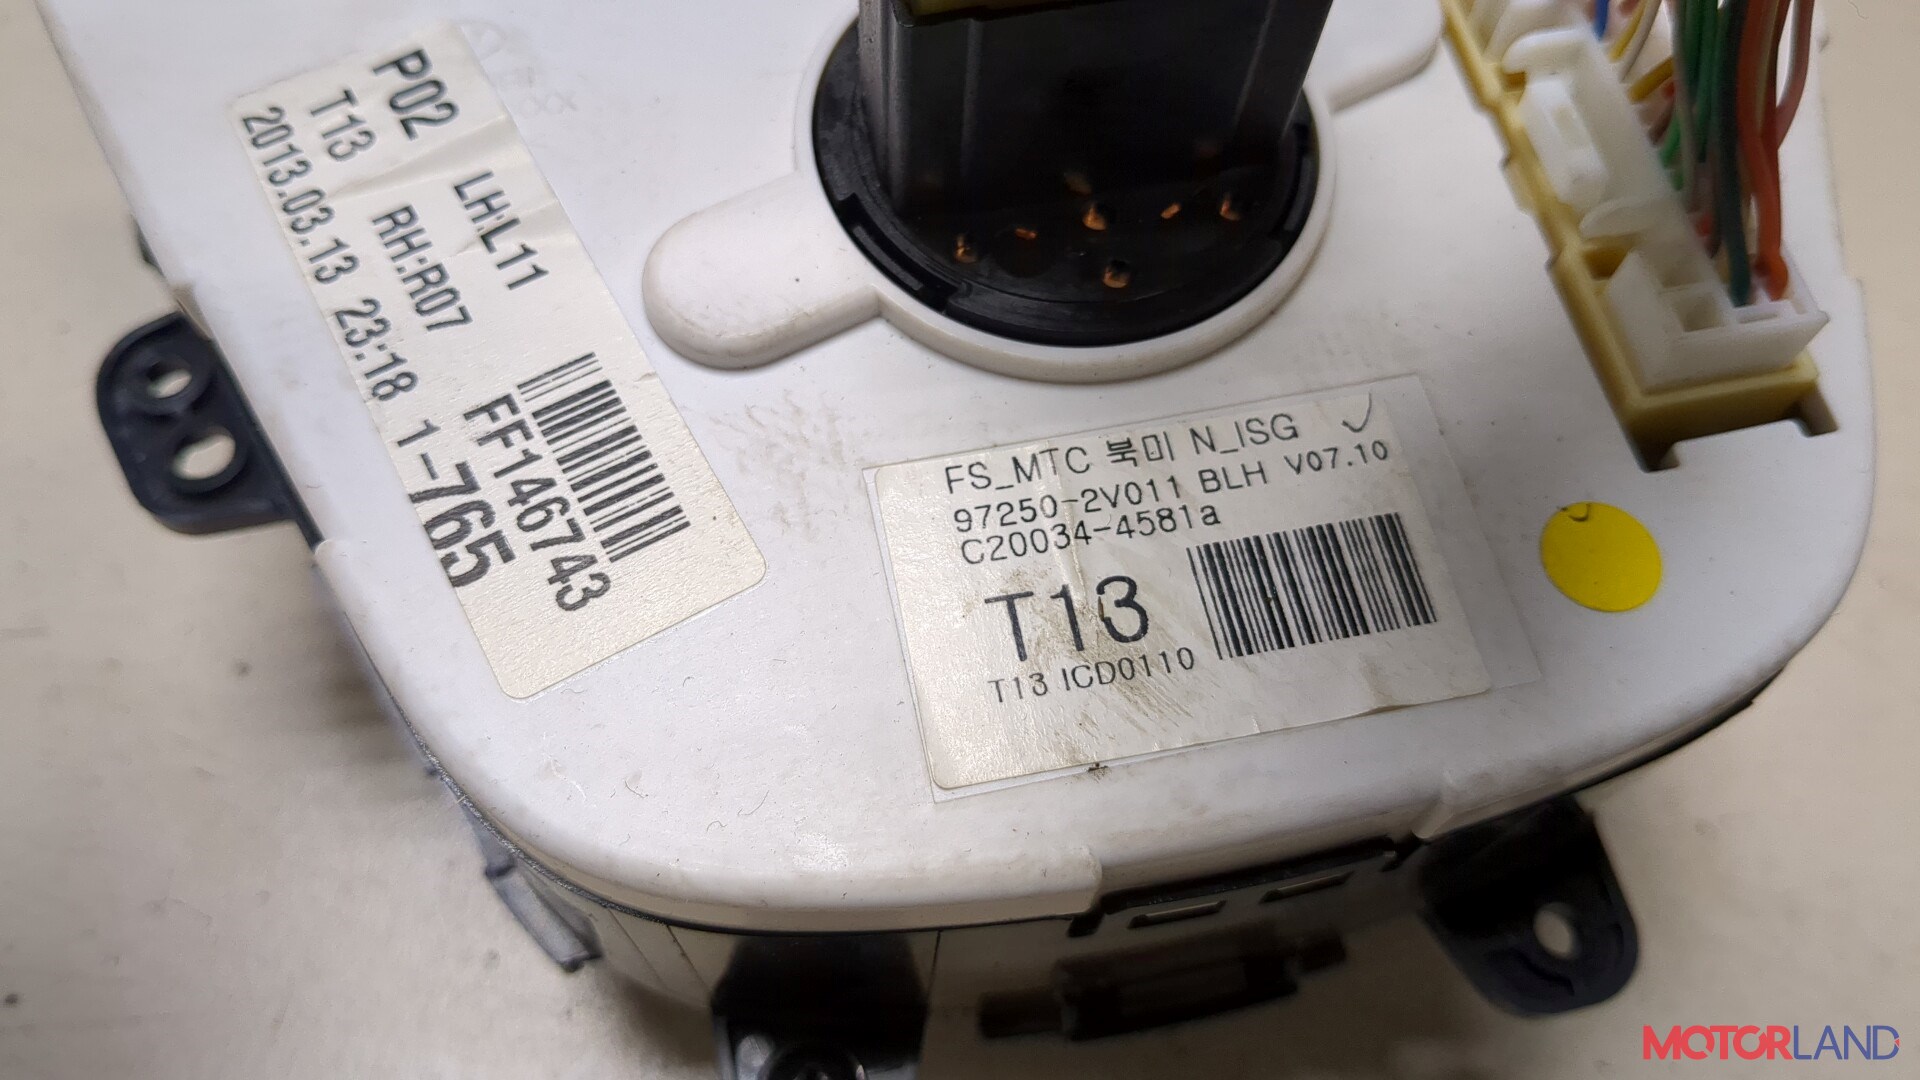 P02 LH:L11
T13 RH:R07 FF146743
2013.03.13 23:18 1-765
FS_MTC 북미 N_ISG
97250-2V011 BLH V07.10
C20034-4581a
T13
T13 ICD0110
MOTORLAND